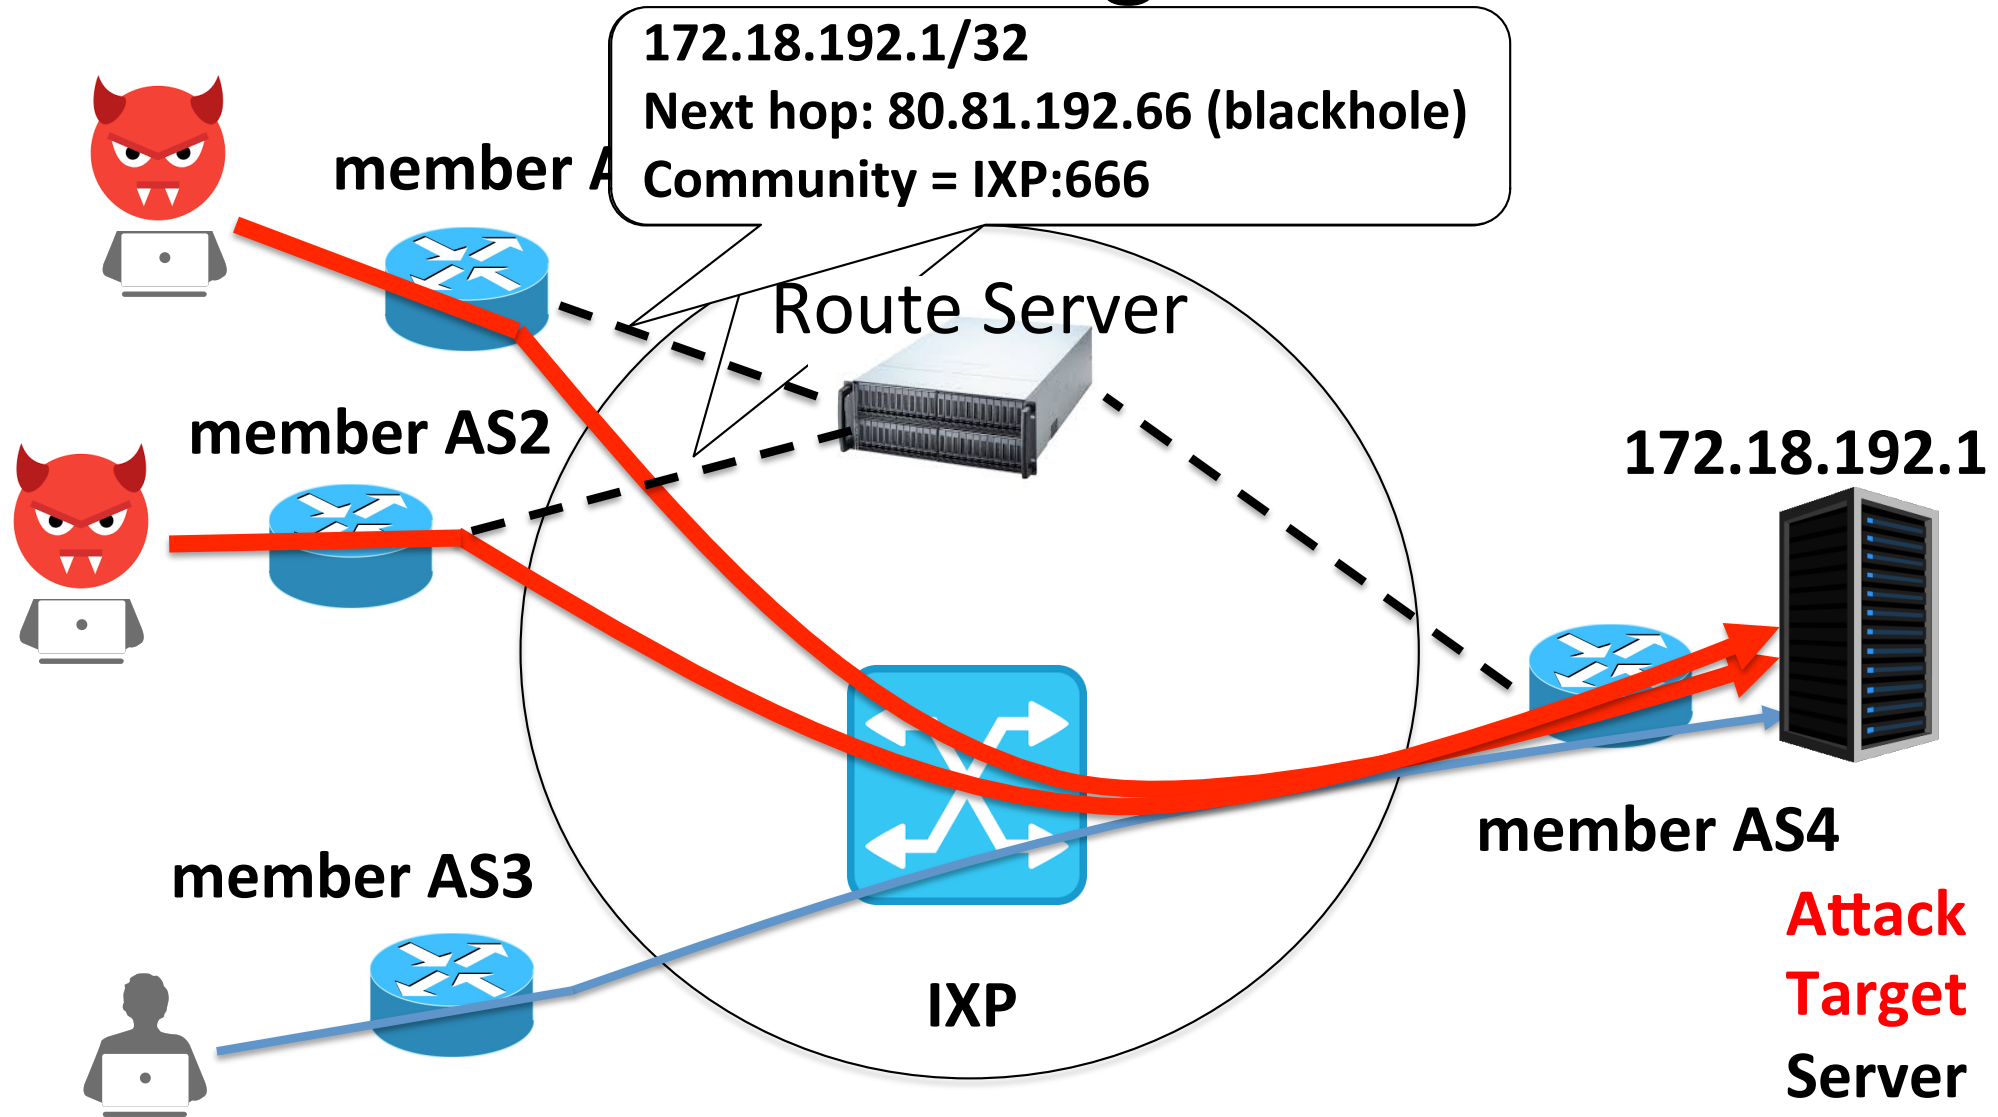 172.18.192.1/32
Next hop: 80.81.192.66 (blackhole)
Community = IXP:666
member
Route Server
member AS2
172.18.192.1
member AS4
member AS3
Attack
Target
Server
IXP